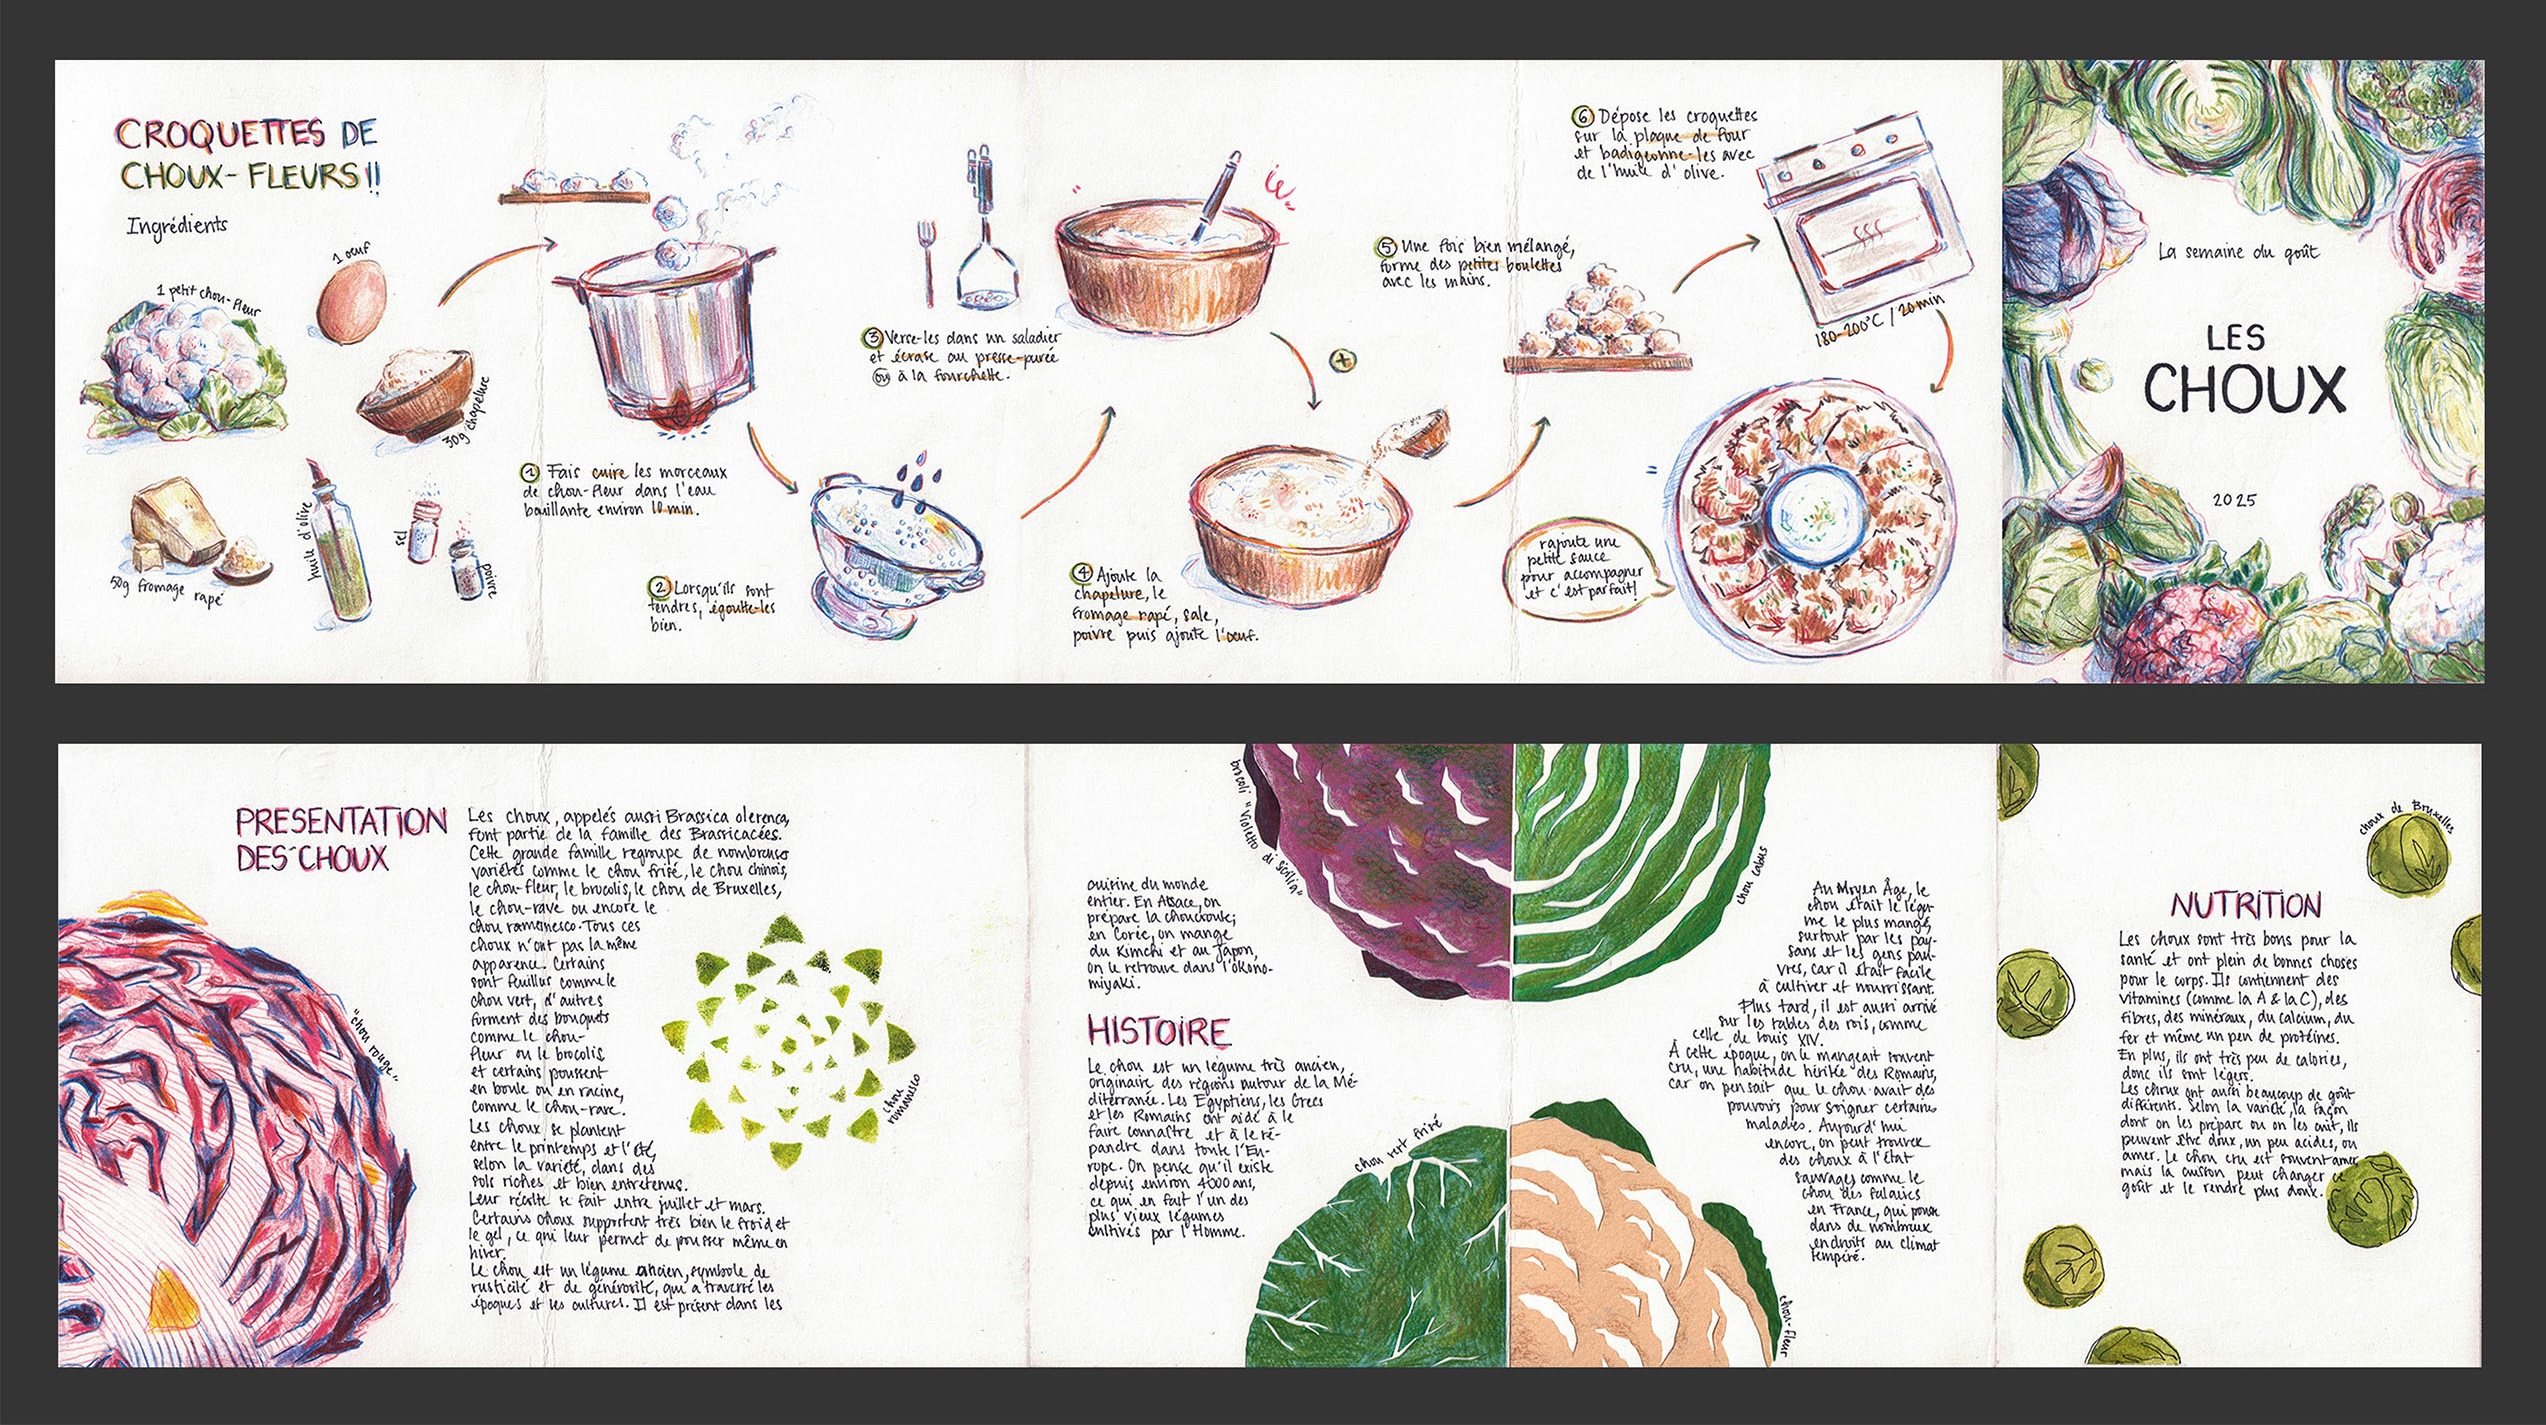 CROQUETTES DE
CHOUX-FLEURS !!
Ingrédients
1 oeuf
1 petit chou-fleur
30g chapelure
50g fromage rapé
huile d'olive
sel
poivre
1 Fais cuire les morceaux
de chou-fleur dans l'eau
bouillante environ 10 min.
2 Lorsqu'ils sont
tendres, égoutte-les
bien.
3 Verse-les dans un saladier
et écrase au presse-purée
ou à la fourchette.
+
4 Ajoute la
chapelure, le
fromage rapé, sale,
poivre puis ajoute l'oeuf.
5 Une fois bien mélangé,
forme des petites boulettes
avec les mains.
6 Dépose les croquettes
sur la plaque de four
et badigeonne-les avec
de l'huile d'olive.
180-200°C / 20min
=
rajoute une
petite sauce
pour accompagner
et c'est parfait!
La semaine du goût
LES
CHOUX
2025
PRESENTATION
DES CHOUX
Les choux, appelés aussi Brassica olerenca,
font partie de la famille des Brassicacées.
Cette grande famille regroupe de nombreuses
variétés comme le chou frisé, le chou chinois,
le chou-fleur, le brocolis, le chou de Bruxelles,
le chou-rave ou encore le
chou romanesco. Tous ces
choux n'ont pas la même
apparence. Certains
sont feuillus comme le
chou vert, d'autres
forment des bouquets
comme le chou-
fleur ou le brocolis
et certains poussent
en boule ou en racine,
comme le chou-rave.
Les choux se plantent
entre le printemps et l'été,
selon la variété, dans des
sols riches et bien entretenus.
Leur récolte se fait entre juillet et mars.
Certains choux supportent très bien le froid et
le gel, ce qui leur permet de pousser même en
hiver.
Le chou est un légume ancien, symbole de
rusticité et de générosité, qui a traversé les
époques et les cultures. Il est présent dans les
"chou rouge"
chou
romanesco
cuisine du monde
entier. En Alsace, on
prépare la choucroute;
en Corée, on mange
du Kimchi et au Japon,
on le retrouve dans l'okono-
miyaki.
brocoli "Violetto di Sicilia"
chou cabus
HISTOIRE
Le chou est un légume très ancien,
originaire des régions autour de la Mé-
diterranée. Les Egyptiens, les Grecs
et les Romains ont aidé à le
faire connaître et à le ré-
pandre dans toute l'Eu-
rope. On pense qu'il existe
depuis environ 4000 ans,
ce qui en fait l'un des
plus vieux légumes
cultivés par l'Homme.
chou vert frisé
chou-fleur
Au Moyen Âge, le
chou était le légu-
me le plus mangé,
surtout par les pay-
sans et les gens pau-
vres, car il était facile
à cultiver et nourrissant.
Plus tard, il est aussi arrivé
sur les tables des rois, comme
celle de Louis XIV.
À cette époque, on le mangeait souvent
cru, une habitude héritée des Romains,
car on pensait que le chou avait des
pouvoirs pour soigner certaines
maladies. Aujourd'hui
encore, on peut trouver
des choux à l'état
sauvages comme le
chou des falaises
en France, qui pousse
dans de nombreux
endroits au climat
tempéré.
choux de Bruxelles
NUTRITION
Les choux sont très bons pour la
santé et ont plein de bonnes choses
pour le corps. Ils contiennent des
vitamines (comme la A & la C), des
fibres, des minéraux, du calcium, du
fer et même un peu de protéines.
En plus, ils ont très peu de calories,
donc ils sont légers.
Les choux ont aussi beaucoup de goût
différents. Selon la variété, la façon
dont on les prépare ou on les cuit, ils
peuvent être doux, un peu acides, ou
amer. Le chou cru est souvent amer
mais la cuisson peut changer ce
goût et le rendre plus doux.